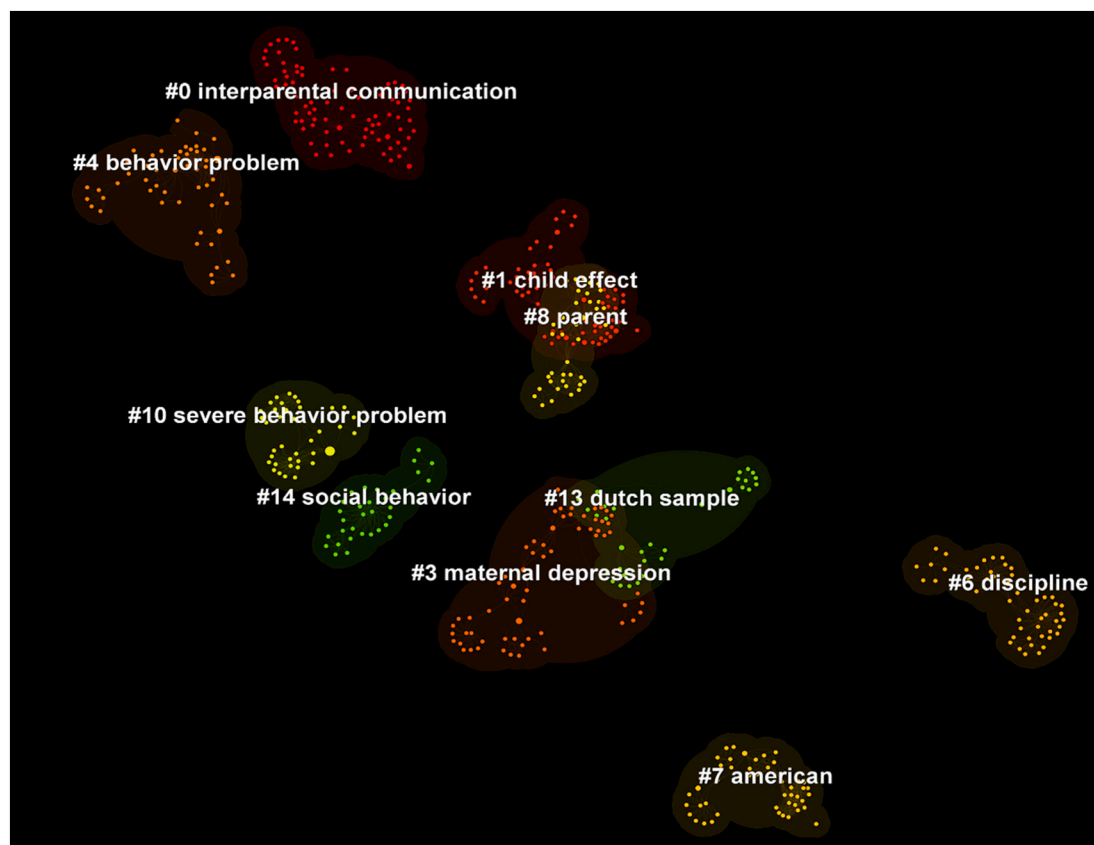 #0 interparental communication
#4 behavior problem
#1 child effect
#8 parent
#10 severe behavior problem
#14 social behavior
#13 dutch sample
#3 maternal depression
#6 discipline
#7 american